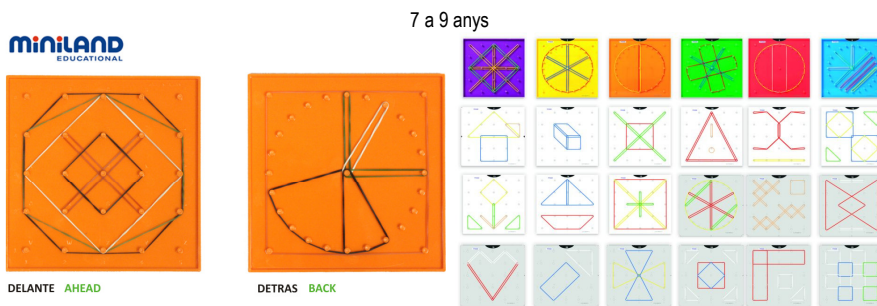 7 a 9 anys
miniLAND
EDUCATIONAL
DELANTE AHEAD
DETRAS BACK